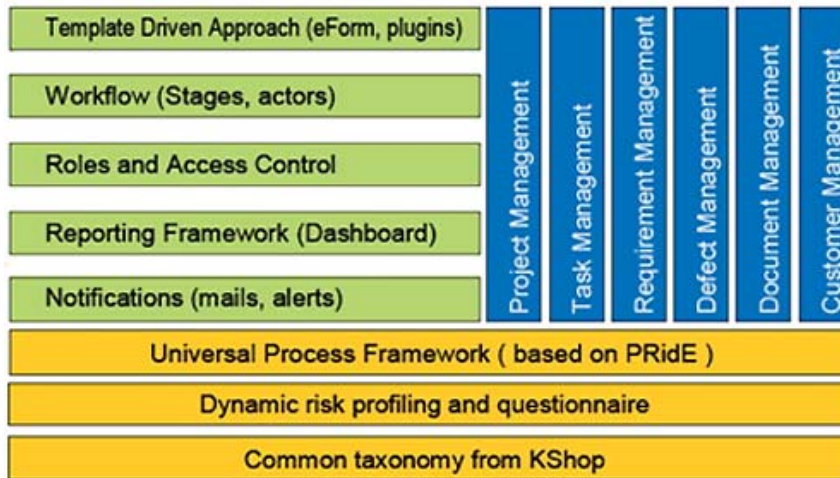 Template Driven Approach (eForm, plugins)
Workflow (Stages, actors)
Roles and Access Control
Reporting Framework (Dashboard)
Notifications (mails, alerts)
Project Management
Task Management
Requirement Management
Defect Management
Document Management
Customer Management
Universal Process Framework ( based on PRidE )
Dynamic risk profiling and questionnaire
Common taxonomy from KShop